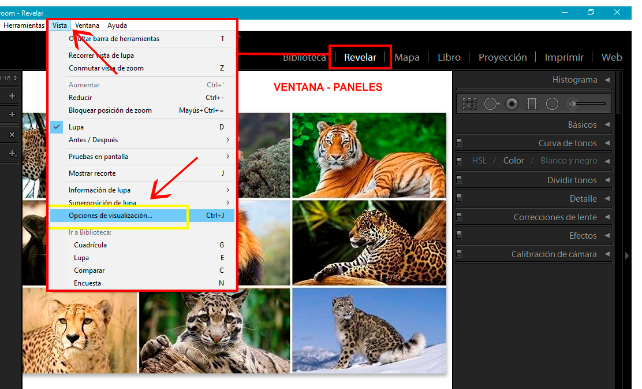 room - Revelar
Herramientas Vista Ventana Ayuda
Ocultar barra de herramientas T
Recorrer vista de lupa
Conmutar vista de zoom Z
Aumentar Ctrl+`
Reducir Ctrl+-
Bloquear posición de zoom Mayús+Ctrl+=
Lupa D
Antes / Después
Pruebas en pantalla
Mostrar recorte J
Información de lupa
Superposición de lupa
Opciones de visualización... Ctrl+J
Ir a Biblioteca:
Cuadrícula G
Lupa E
Comparar C
Encuesta N
Biblioteca | Revelar | Mapa | Libro | Proyección | Imprimir | Web
VENTANA - PANELES
Histograma
Básicos
Curva de tonos
HSL / Color / Blanco y negro
Dividir tonos
Detalle
Correcciones de lente
Efectos
Calibración de cámara